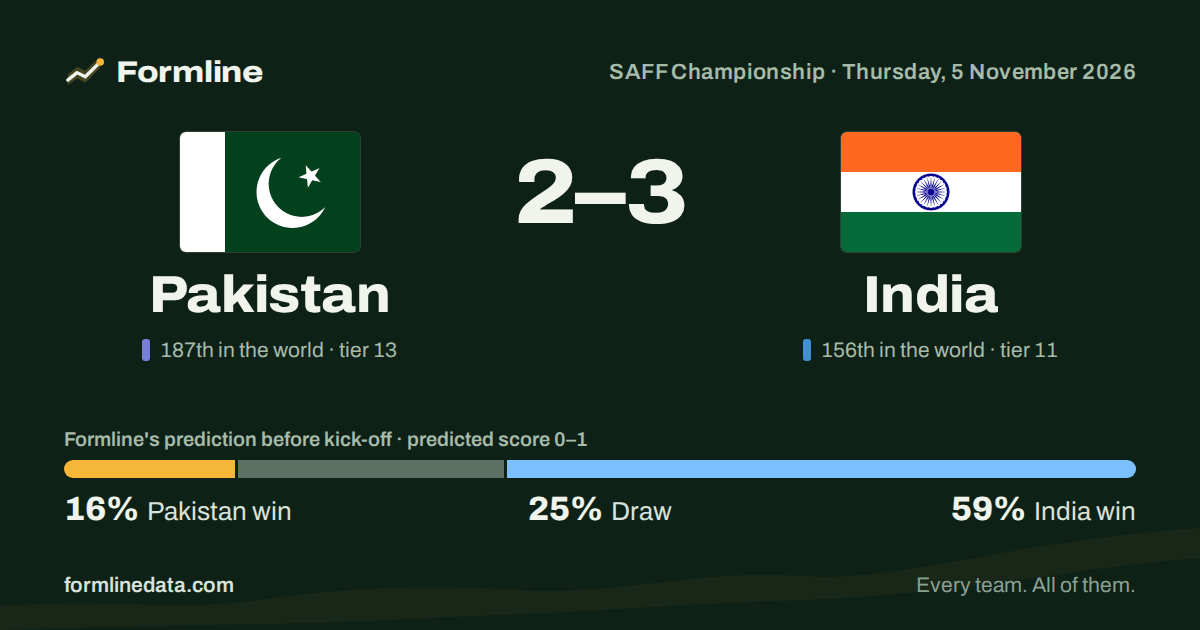 Formline
SAFF Championship · Thursday, 5 November 2026
2–3
Pakistan
India
187th in the world · tier 13
156th in the world · tier 11
Formline's prediction before kick-off · predicted score 0–1
16% Pakistan win
25% Draw
59% India win
formlinedata.com
Every team. All of them.